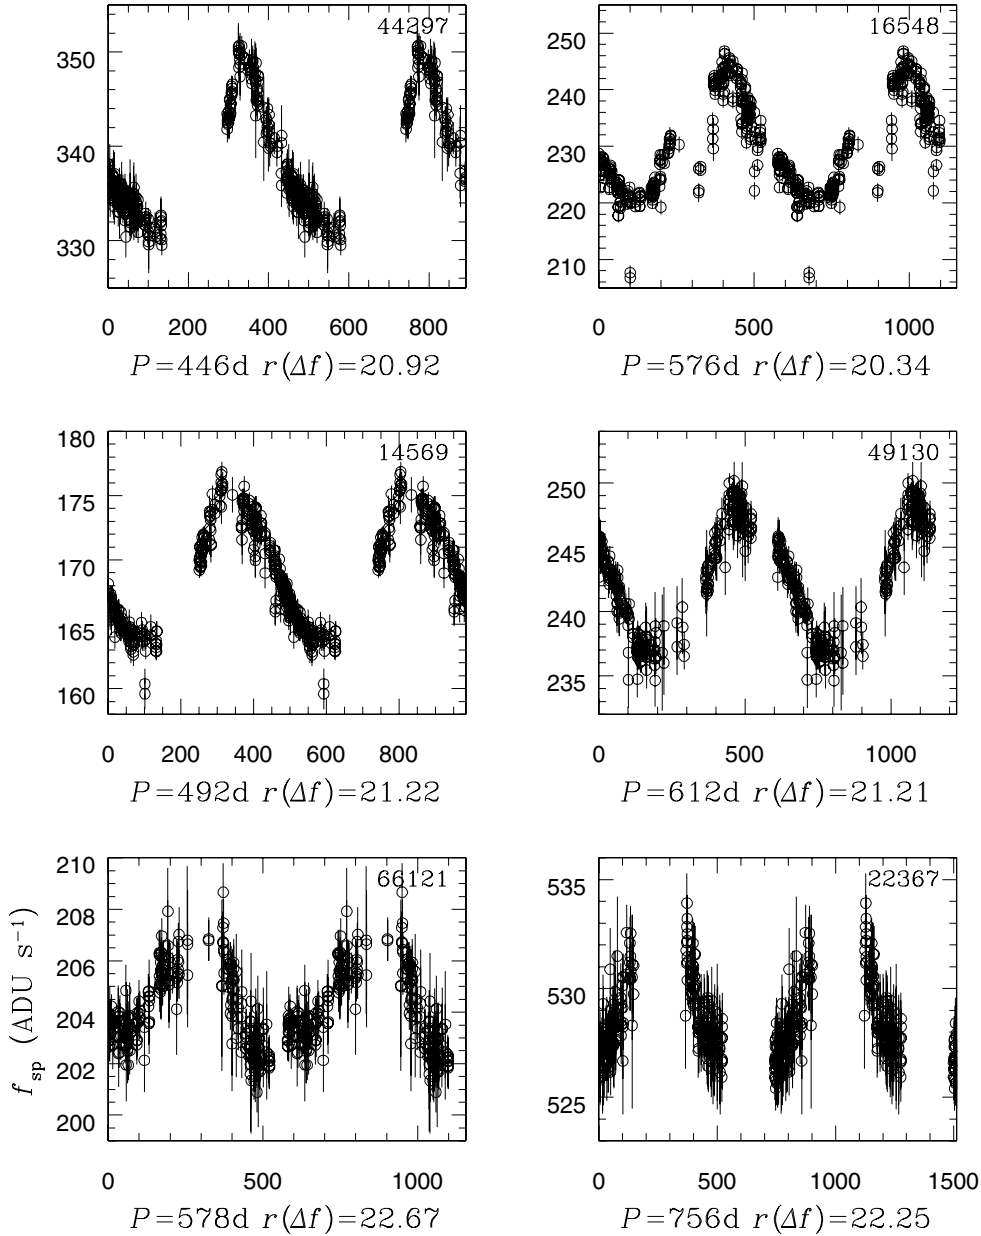 44297
350
340
330
0 200 400 600 800
P=446d r(Δf)=20.92
16548
250
240
230
220
210
0 500 1000
P=576d r(Δf)=20.34
14569
180
175
170
165
160
0 200 400 600 800
P=492d r(Δf)=21.22
49130
250
245
240
235
0 500 1000
P=612d r(Δf)=21.21
66121
210
208
206
204
202
200
f_sp (ADU s⁻¹)
0 500 1000
P=578d r(Δf)=22.67
22367
535
530
525
0 500 1000 1500
P=756d r(Δf)=22.25